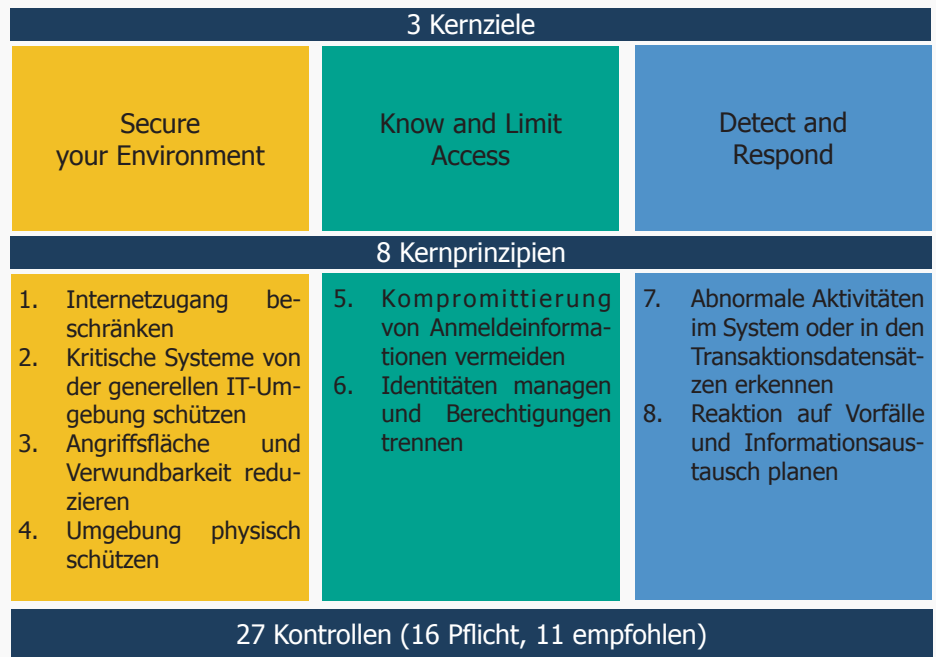 3 Kernziele
Secure
your Environment
Know and Limit
Access
Detect and
Respond
8 Kernprinzipien
1. Internetzugang be-
schränken
2. Kritische Systeme von
der generellen IT-Um-
gebung schützen
3. Angriffsfläche und
Verwundbarkeit redu-
zieren
4. Umgebung physisch
schützen
5. Kompromittierung
von Anmeldeinforma-
tionen vermeiden
6. Identitäten managen
und Berechtigungen
trennen
7. Abnormale Aktivitäten
im System oder in den
Transaktionsdatensät-
zen erkennen
8. Reaktion auf Vorfälle
und Informationsaus-
tausch planen
27 Kontrollen (16 Pflicht, 11 empfohlen)